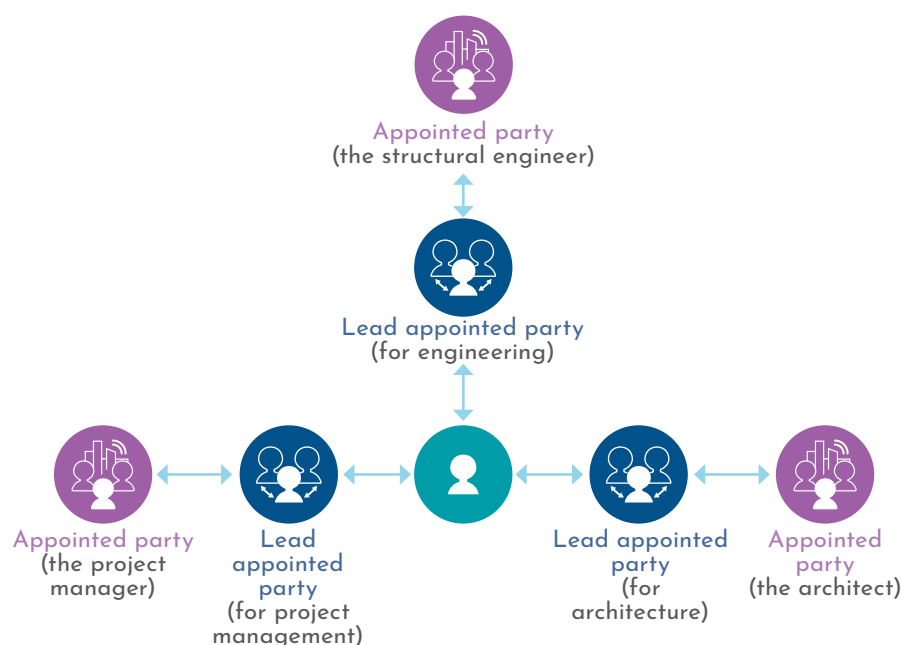 Appointed party
(the structural engineer)
Lead appointed party
(for engineering)
Appointed party
(the project
manager)
Lead
appointed
party
(for project
management)
Lead appointed
party
(for
architecture)
Appointed
party
(the architect)